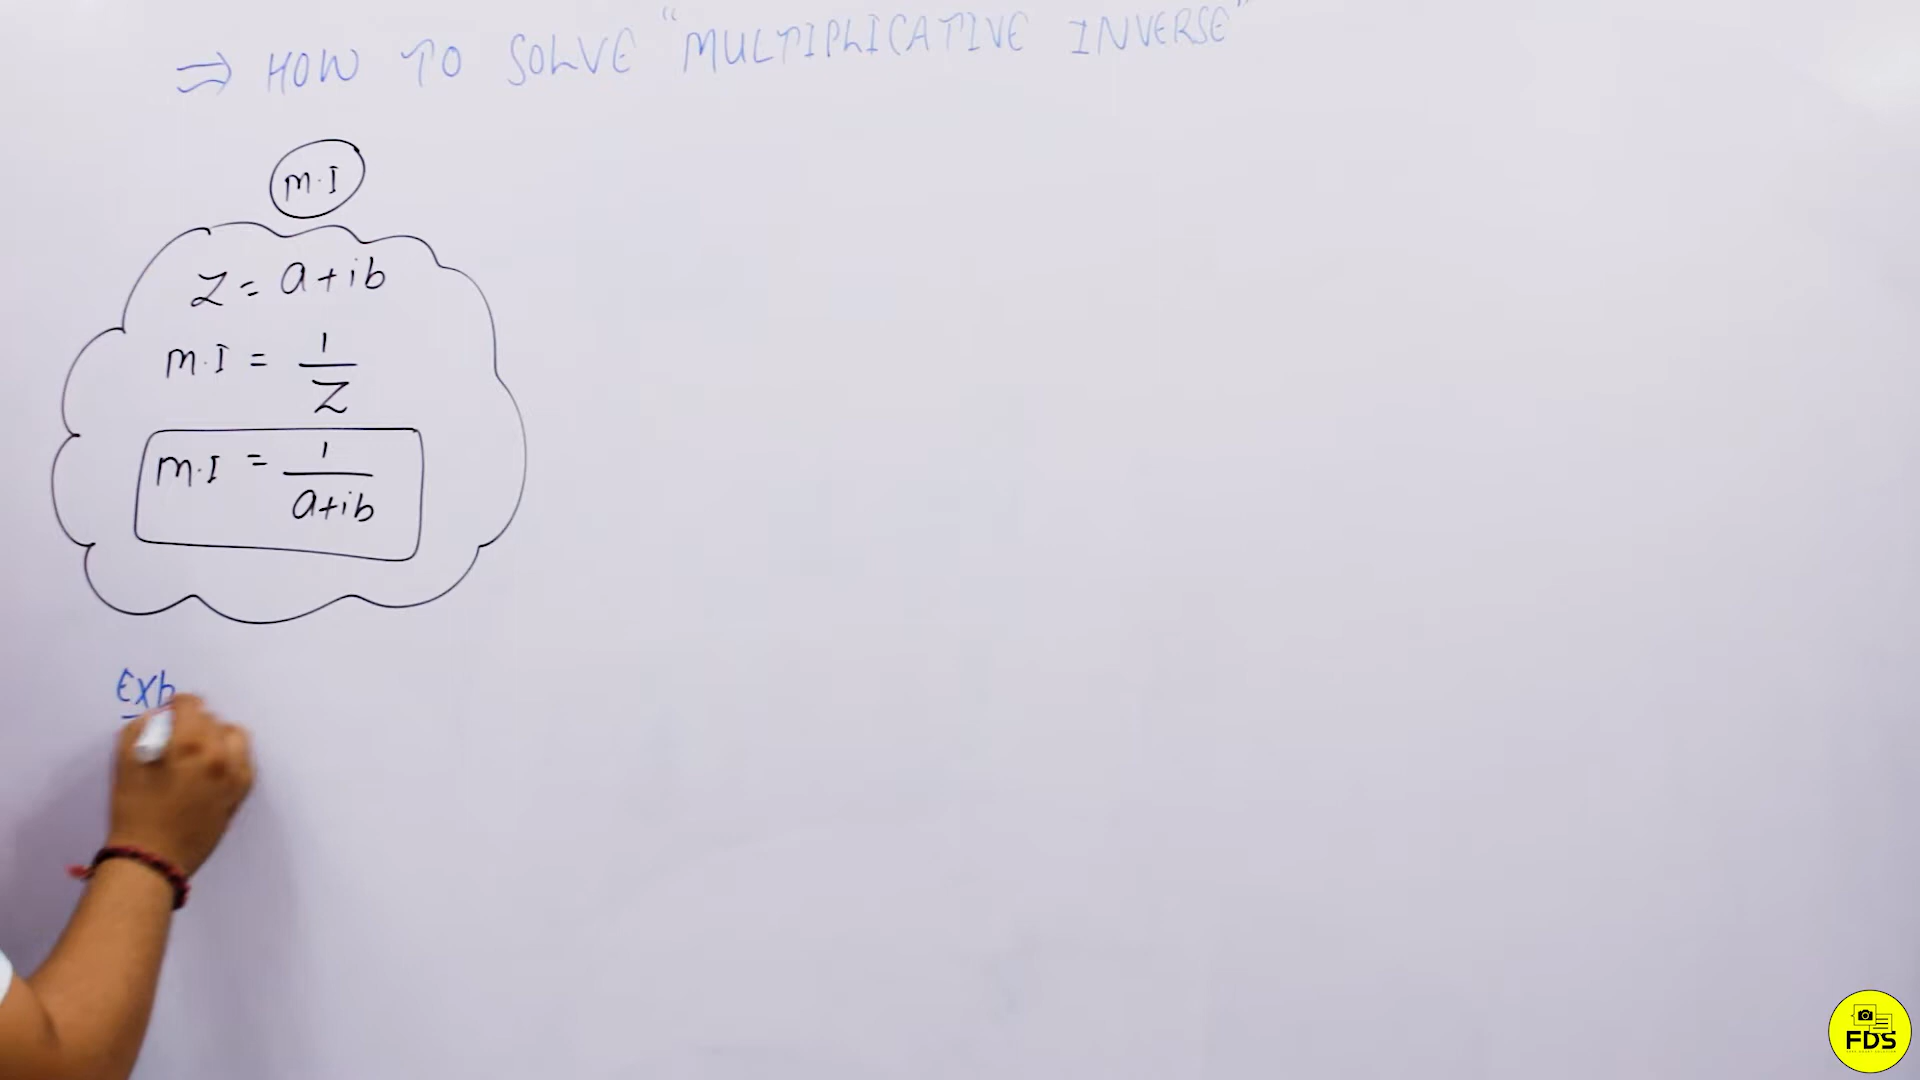 ⇒ HOW TO SOLVE "MULTIPLICATIVE INVERSE"
M.I
Z = a+ib
M.I = 1/Z
M.I = 1/a+ib
Exp
FDS